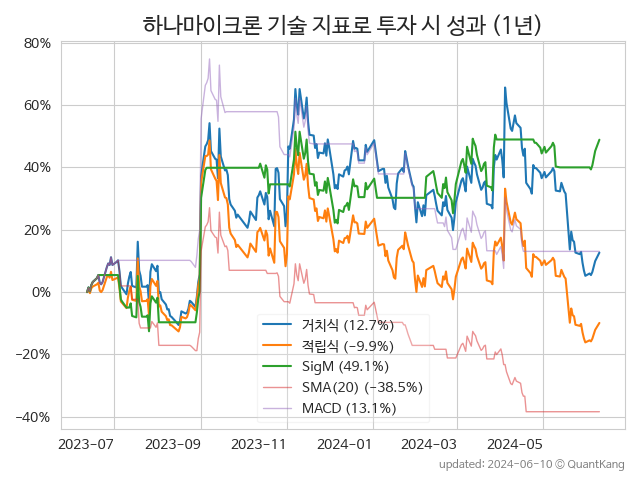 하나마이크론 기술 지표로 투자 시 성과 (1년)
80%
60%
40%
20%
0%
−20%
−40%
거치식 (12.7%)
적립식 (−9.9%)
SigM (49.1%)
SMA(20) (−38.5%)
MACD (13.1%)
2023-07 2023-09 2023-11 2024-01 2024-03 2024-05
updated: 2024-06-10 © QuantKang